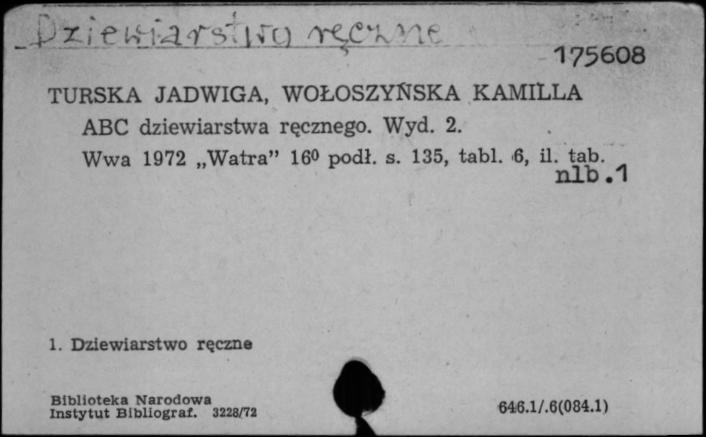 Dziewiarstwo ręczne
175608
TURSKA JADWIGA, WOŁOSZYŃSKA KAMILLA
ABC dziewiarstwa ręcznego. Wyd. 2.
Wwa 1972 „Watra” 16⁰ podł. s. 135, tabl. 6, il. tab.
nlb.1
1. Dziewiarstwo ręczne
Biblioteka Narodowa
Instytut Bibliograf. 3228/72
646.1/.6(084.1)